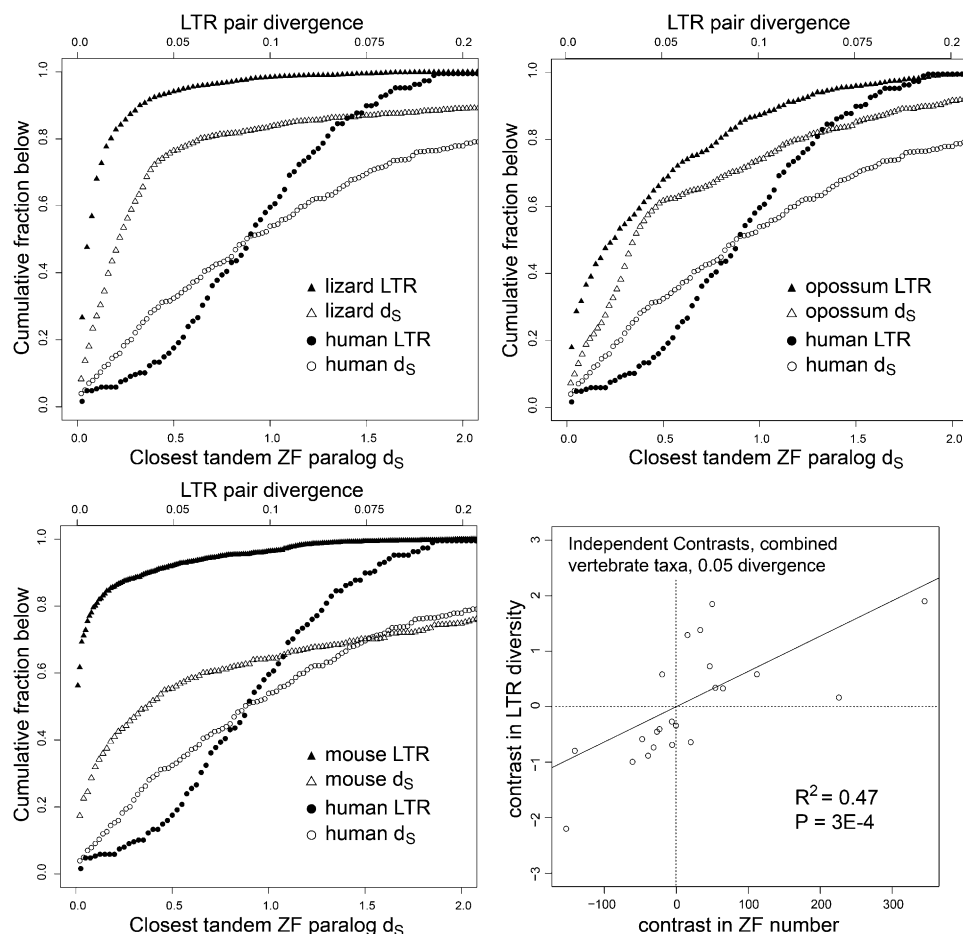 LTR pair divergence
0.0 0.05 0.1 0.075 0.2
Cumulative fraction below
1.0
0.8
0.6
0.4
0.2
0.0
lizard LTR
lizard dS
human LTR
human dS
0.0 0.5 1.0 1.5 2.0
Closest tandem ZF paralog dS
LTR pair divergence
0.0 0.05 0.1 0.075 0.2
Cumulative fraction below
1.0
0.8
0.6
0.4
0.2
0.0
opossum LTR
opossum dS
human LTR
human dS
0.0 0.5 1.0 1.5 2.0
Closest tandem ZF paralog dS
LTR pair divergence
0.0 0.05 0.1 0.075 0.2
Cumulative fraction below
1.0
0.8
0.6
0.4
0.2
0.0
mouse LTR
mouse dS
human LTR
human dS
0.0 0.5 1.0 1.5 2.0
Closest tandem ZF paralog dS
Independent Contrasts, combined
vertebrate taxa, 0.05 divergence
contrast in LTR diversity
3
2
1
0
-1
-2
-3
R2 = 0.47
P = 3E-4
−100 0 100 200 300
contrast in ZF number